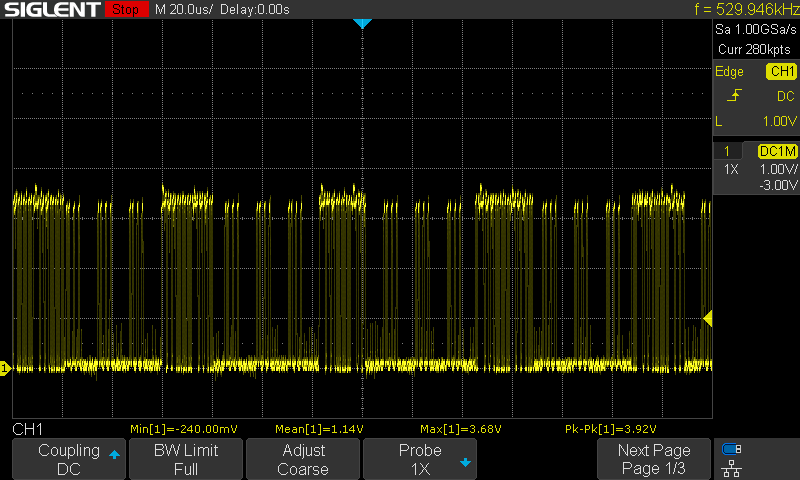 SIGLENT Stop M 20.0us/ Delay:0.00s f = 529.946kHz
Sa 1.00GSa/s
Curr 280kpts
Edge CH1
DC
L 1.00V
1 DC1M
1X 1.00V/
-3.00V
1
CH1 Min[1]=-240.00mV Mean[1]=1.14V Max[1]=3.68V Pk-Pk[1]=3.92V
Coupling BW Limit Adjust Probe Next Page
DC Full Coarse 1X Page 1/3